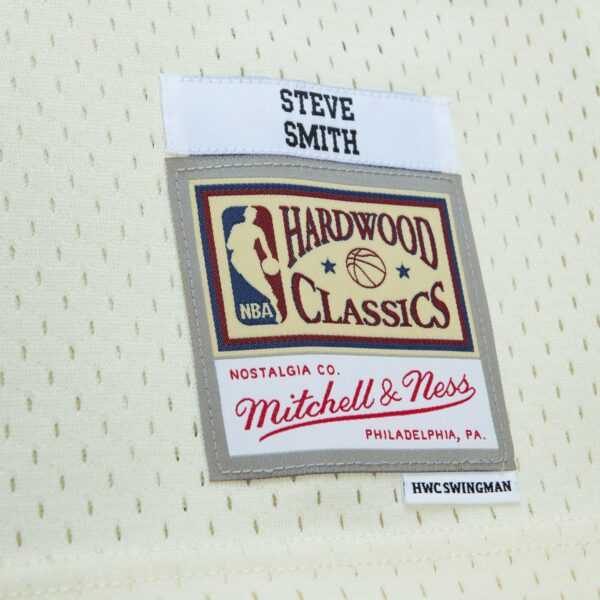 STEVE
SMITH
HARDWOOD
CLASSICS
NBA
NOSTALGIA CO.
Mitchell & Ness
PHILADELPHIA, PA.
HWC SWINGMAN